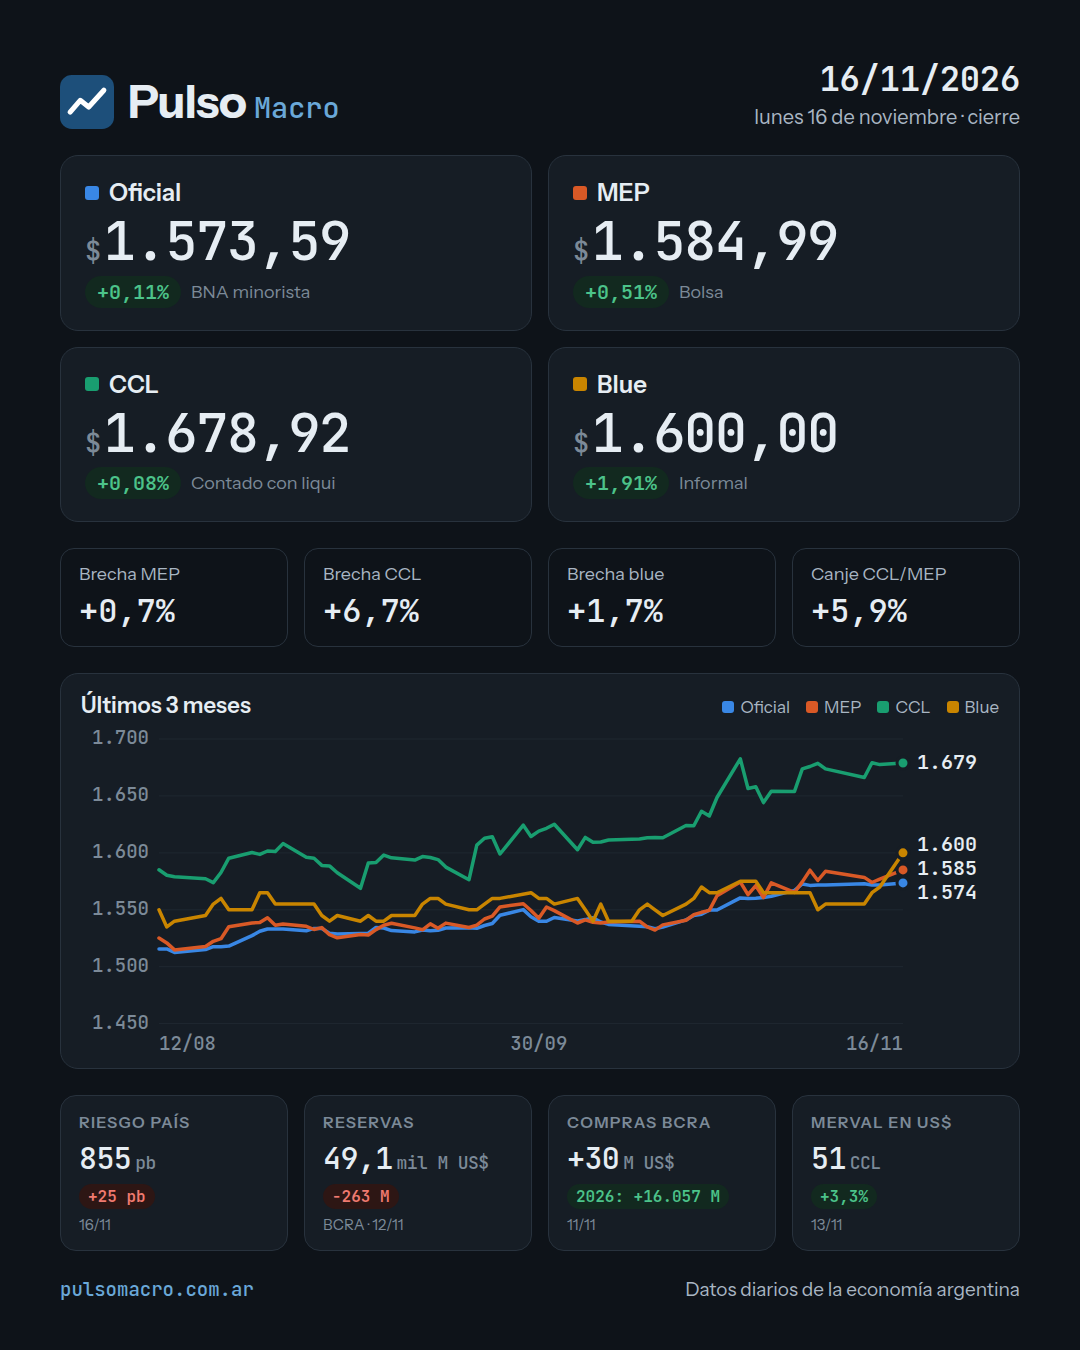 Pulso Macro
16/11/2026
lunes 16 de noviembre · cierre
Oficial
$1.573,59
+0,11% BNA minorista
MEP
$1.584,99
+0,51% Bolsa
CCL
$1.678,92
+0,08% Contado con liqui
Blue
$1.600,00
+1,91% Informal
Brecha MEP
+0,7%
Brecha CCL
+6,7%
Brecha blue
+1,7%
Canje CCL/MEP
+5,9%
Últimos 3 meses
Oficial MEP CCL Blue
1.700
1.650
1.600
1.550
1.500
1.450
1.679
1.600
1.585
1.574
12/08 30/09 16/11
RIESGO PAÍS
855 pb
+25 pb
16/11
RESERVAS
49,1 mil M US$
-263 M
BCRA · 12/11
COMPRAS BCRA
+30 M US$
2026: +16.057 M
11/11
MERVAL EN US$
51 CCL
+3,3%
13/11
pulsomacro.com.ar
Datos diarios de la economía argentina